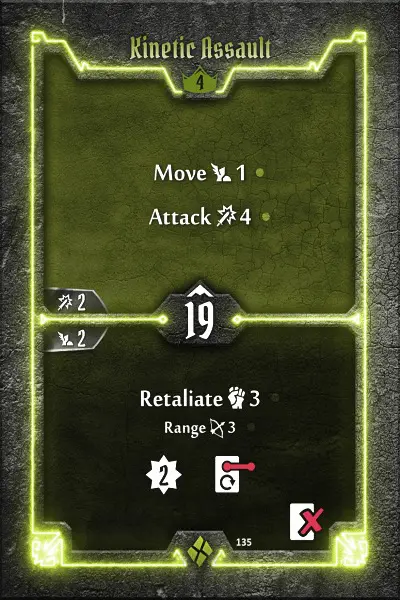 Kinetic Assault
4
Move 1
Attack 4
2
19
2
Retaliate 3
Range 3
2
135